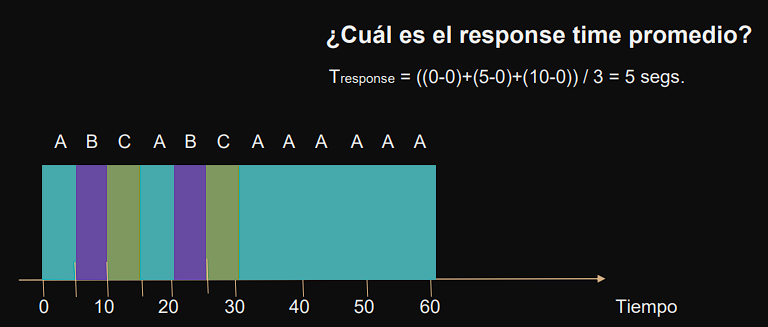 ¿Cuál es el response time promedio?
Tresponse = ((0-0)+(5-0)+(10-0)) / 3 = 5 segs.
A B C A B C A A A A A A
0 10 20 30 40 50 60 Tiempo